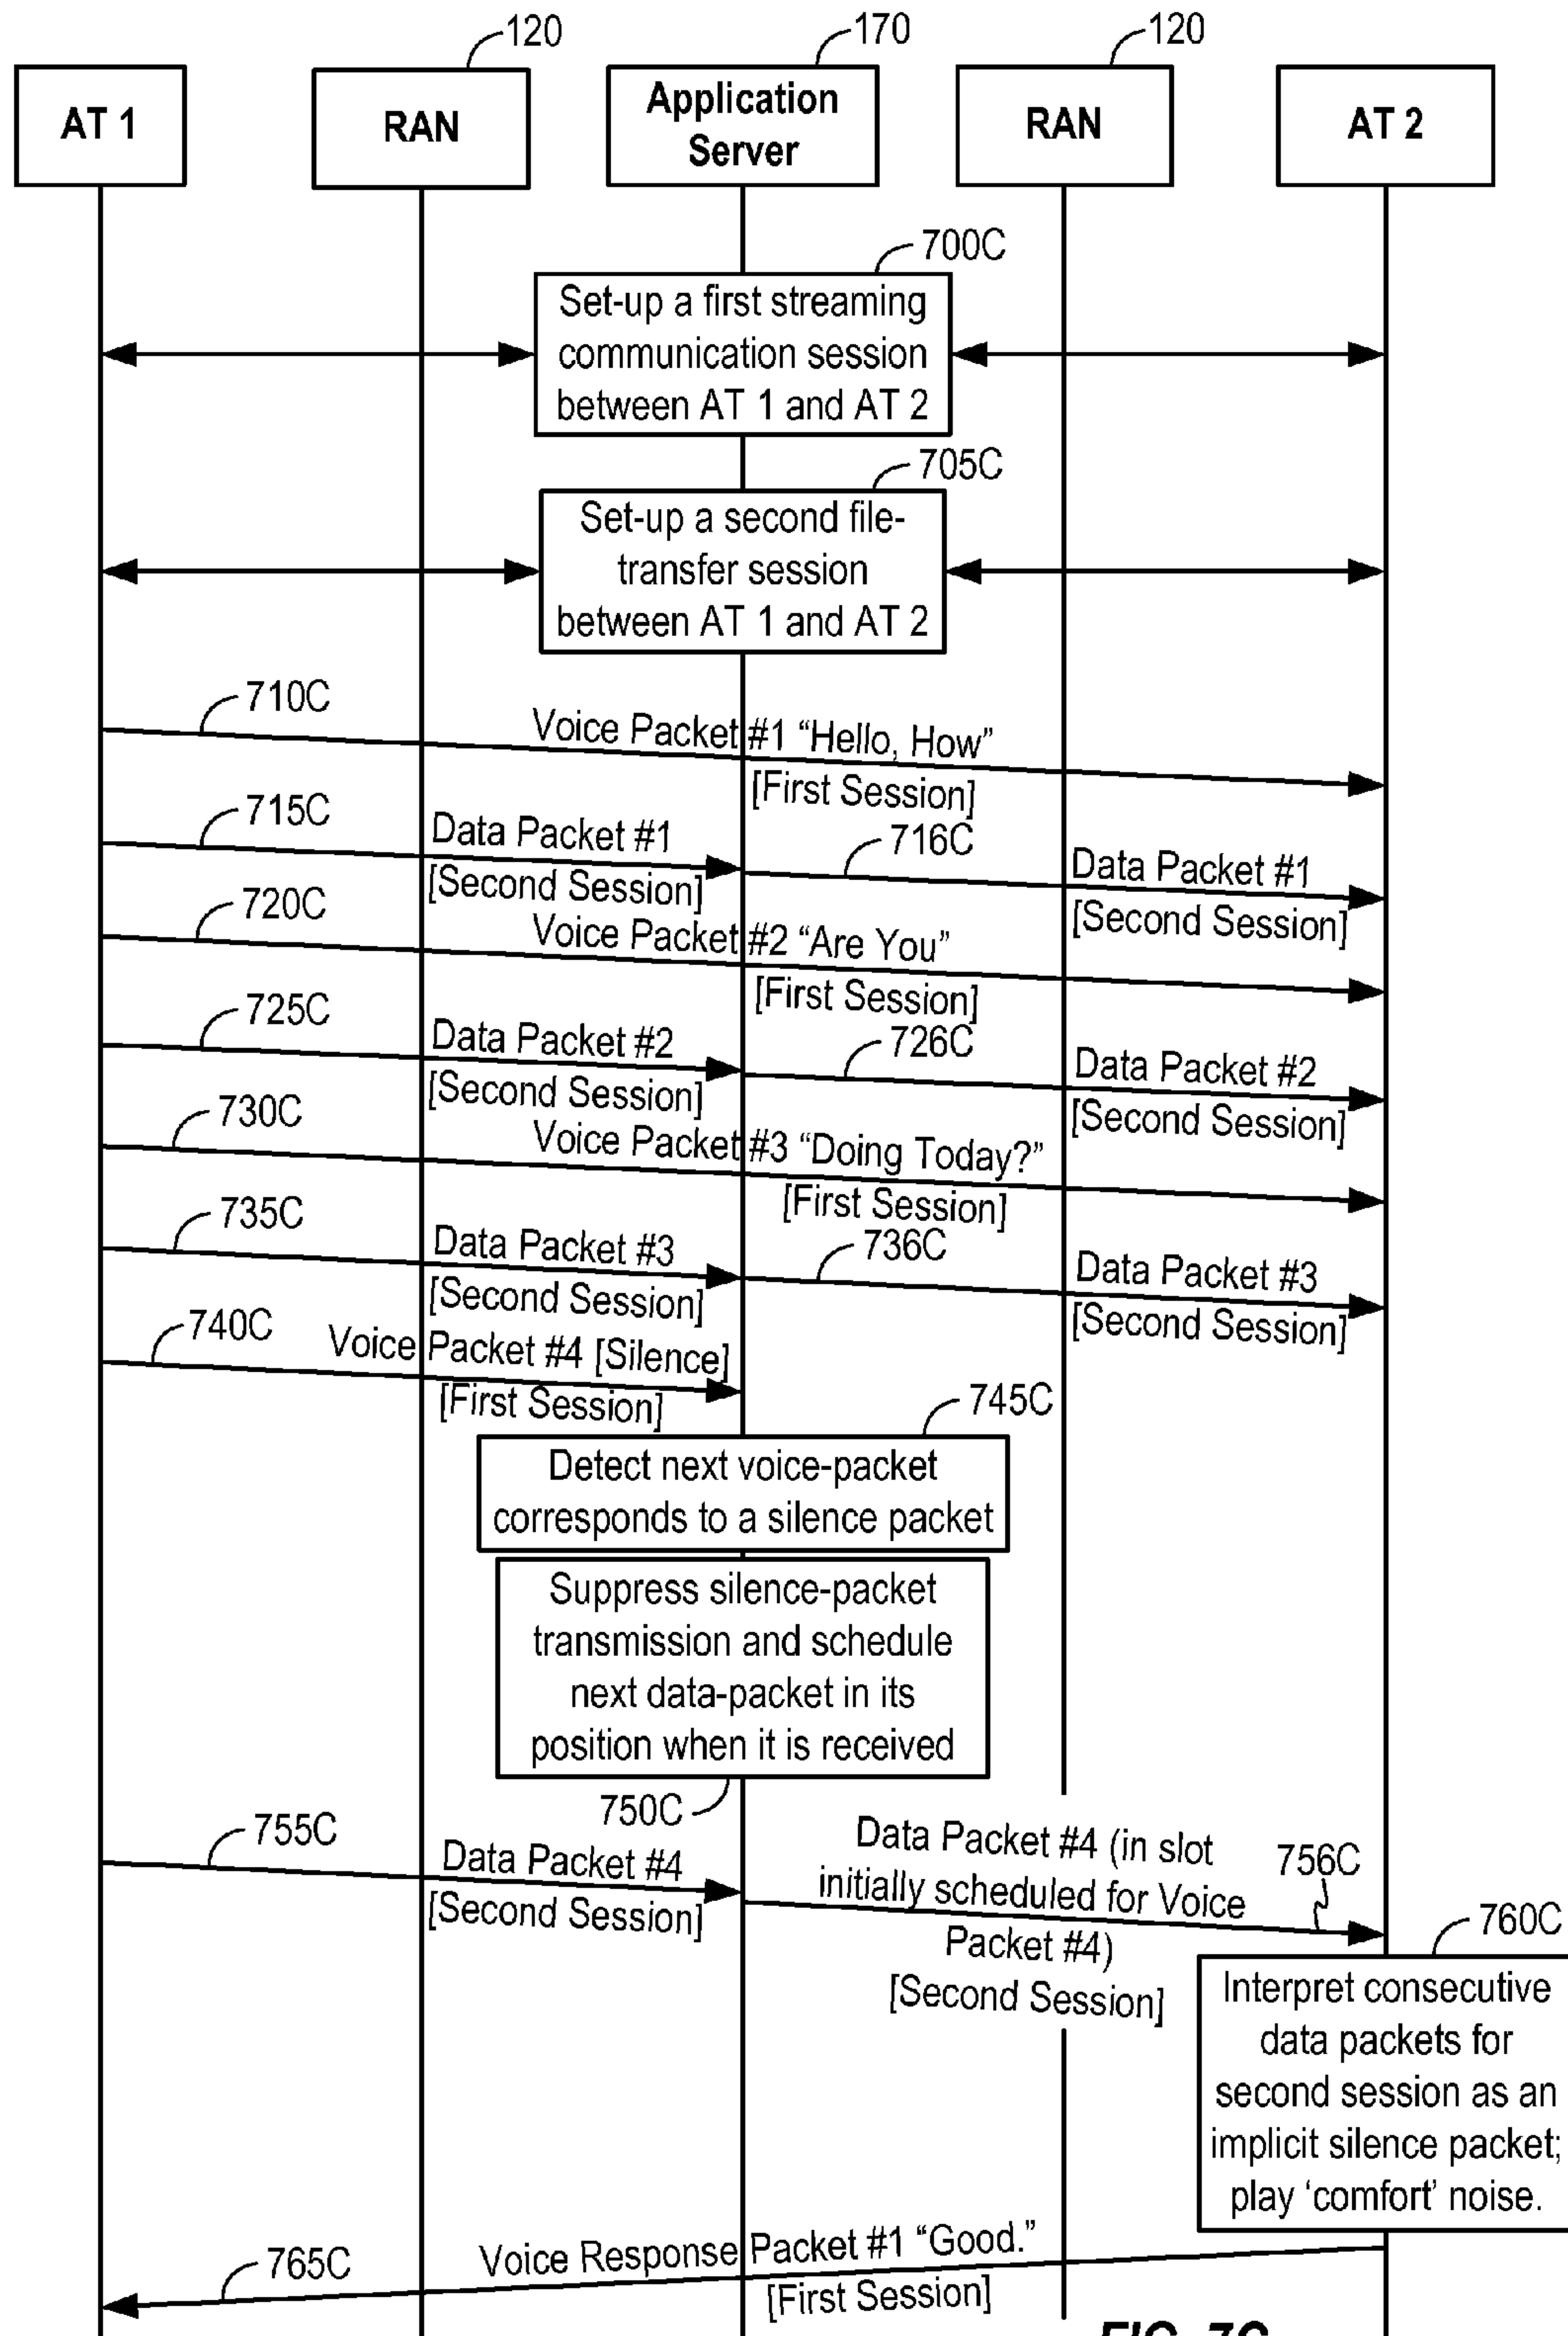 120
170
120
AT 1
RAN
Application
Server
RAN
AT 2
700C
Set-up a first streaming
communication session
between AT 1 and AT 2
705C
Set-up a second file-
transfer session
between AT 1 and AT 2
710C
Voice Packet #1 “Hello, How”
[First Session]
715C
Data Packet #1
[Second Session]
716C
Data Packet #1
[Second Session]
720C
Voice Packet #2 “Are You”
[First Session]
725C
Data Packet #2
[Second Session]
726C
Data Packet #2
[Second Session]
730C
Voice Packet #3 “Doing Today?”
[First Session]
735C
Data Packet #3
[Second Session]
736C
Data Packet #3
[Second Session]
740C
Voice Packet #4 [Silence]
[First Session]
745C
Detect next voice-packet
corresponds to a silence packet
Suppress silence-packet
transmission and schedule
next data-packet in its
position when it is received
750C
755C
Data Packet #4
[Second Session]
Data Packet #4 (in slot
initially scheduled for Voice
Packet #4)
[Second Session]
756C
760C
Interpret consecutive
data packets for
second session as an
implicit silence packet;
play ‘comfort’ noise.
765C
Voice Response Packet #1 “Good.”
[First Session]
FIG. 7C